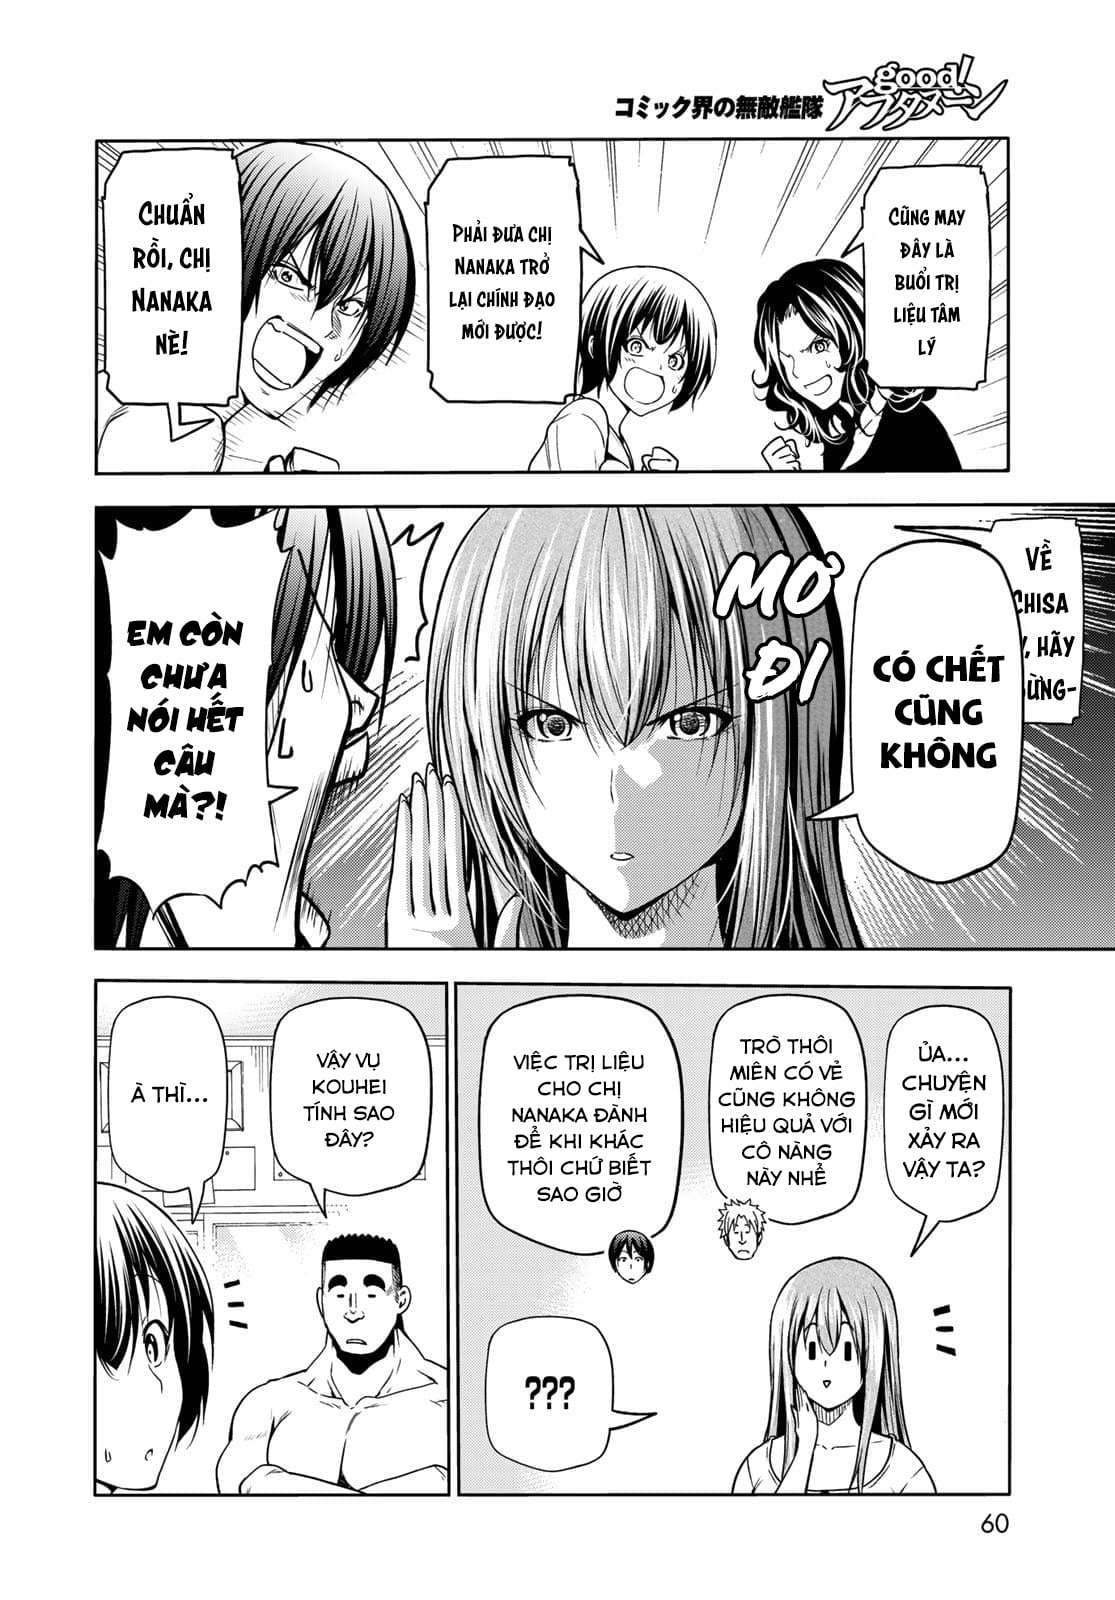 コミック界の無敵艦隊
good!
アフタヌーン
CŨNG MAY
ĐÂY LÀ
BUỔI TRỊ
LIỆU TÂM
LÝ
PHẢI ĐƯA CHỊ
NANAKA TRỞ
LẠI CHÍNH ĐẠO
MỚI ĐƯỢC!
CHUẨN
RỒI, CHỊ
NANAKA
NÈ!
VỀ
CHISA
, HÃY
ỪNG-
CÓ CHẾT
CŨNG
KHÔNG
MƠ
ĐI
EM CÒN
CHƯA
NÓI HẾT
CÂU
MÀ?!
ỦA...
CHUYỆN
GÌ MỚI
XẢY RA
VẬY TA?
TRÒ THÔI
MIÊN CÓ VẺ
CŨNG KHÔNG
HIỆU QUẢ VỚI
CÔ NÀNG
NÀY NHỂ
VIỆC TRỊ LIỆU
CHO CHỊ
NANAKA ĐÀNH
ĐỂ KHI KHÁC
THÔI CHỨ BIẾT
SAO GIỜ
???
VẬY VỤ
KOUHEI
TÍNH SAO
ĐÂY?
À THÌ...
60